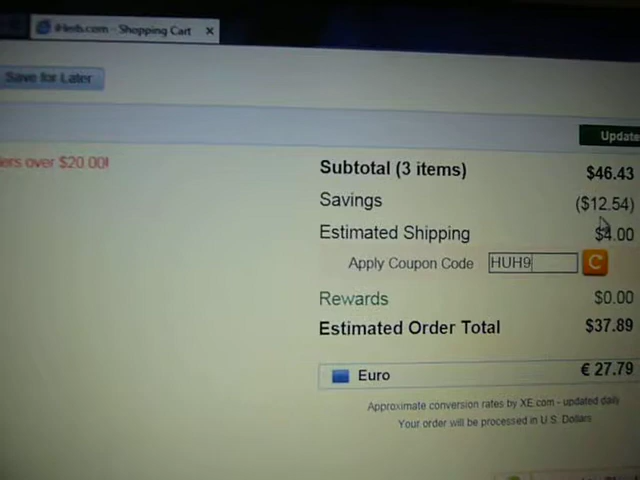 iHerb.com - Shopping Cart
Save for Later
Update
ers over $20.00!
Subtotal (3 items) $46.43
Savings ($12.54)
Estimated Shipping $4.00
Apply Coupon Code HUH9
Rewards $0.00
Estimated Order Total $37.89
Euro € 27.79
Approximate conversion rates by XE.com - updated daily
Your order will be processed in U.S. Dollars